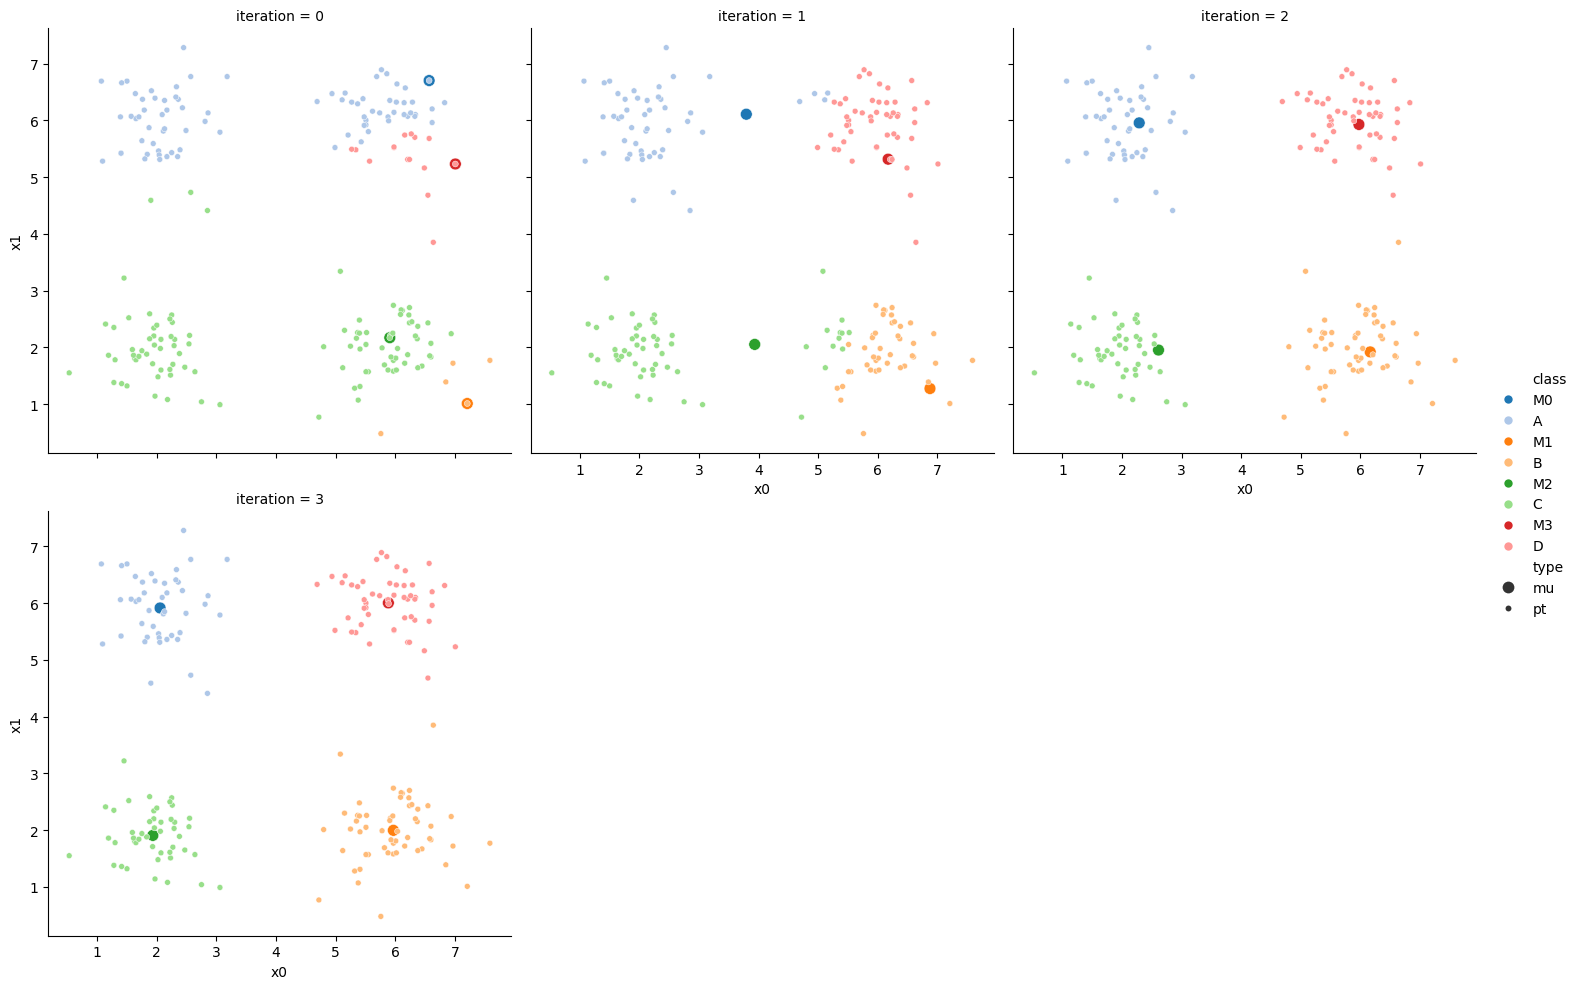 iteration = 0
iteration = 1
iteration = 2
7
6
5
4
3
2
1
x1
1 2 3 4 5 6 7
x0
1 2 3 4 5 6 7
x0
class
M0
A
M1
B
M2
C
M3
D
type
mu
pt
iteration = 3
7
6
5
4
3
2
1
x1
1 2 3 4 5 6 7
x0